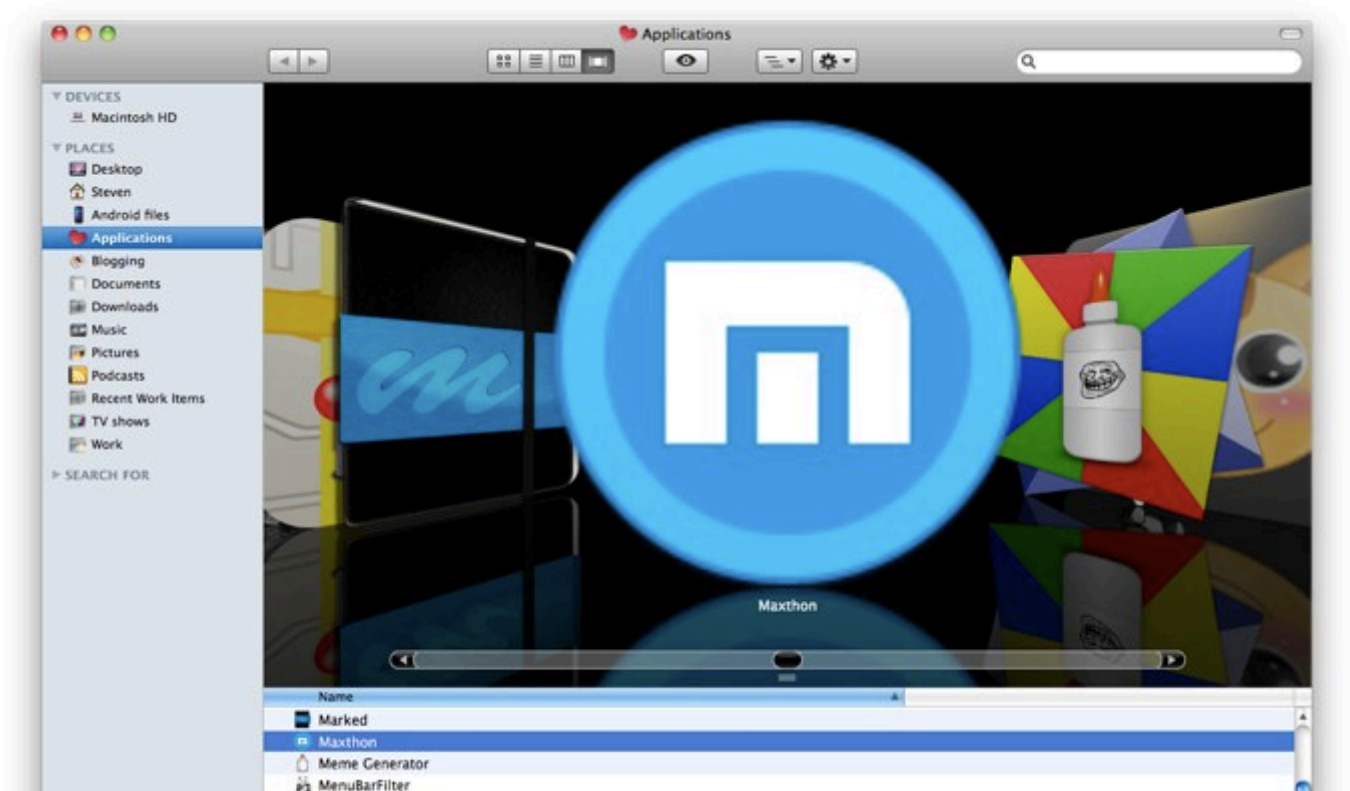 Applications
DEVICES
Macintosh HD
PLACES
Desktop
Steven
Android files
Applications
Blogging
Documents
Downloads
Music
Pictures
Podcasts
Recent Work Items
TV shows
Work
SEARCH FOR
Maxthon
Name
Marked
Maxthon
Meme Generator
MenuBarFilter